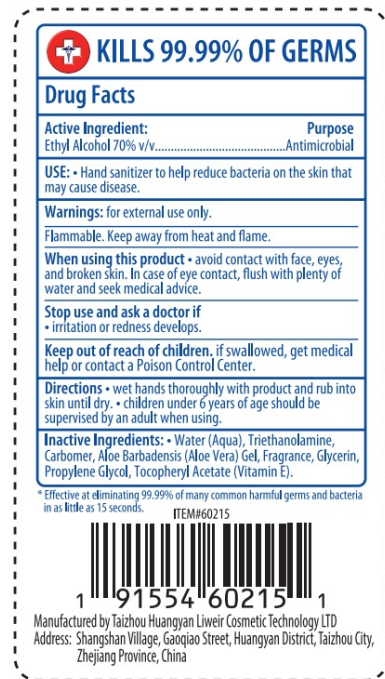 KILLS 99.99% OF GERMS
Drug Facts
Active Ingredient: Purpose
Ethyl Alcohol 70% v/v..........................................Antimicrobial
USE: • Hand sanitizer to help reduce bacteria on the skin that
may cause disease.
Warnings: for external use only.
Flammable. Keep away from heat and flame.
When using this product • avoid contact with face, eyes,
and broken skin. In case of eye contact, flush with plenty of
water and seek medical advice.
Stop use and ask a doctor if
• irritation or redness develops.
Keep out of reach of children. if swallowed, get medical
help or contact a Poison Control Center.
Directions • wet hands thoroughly with product and rub into
skin until dry. • children under 6 years of age should be
supervised by an adult when using.
Inactive Ingredients: • Water (Aqua), Triethanolamine,
Carbomer, Aloe Barbadensis (Aloe Vera) Gel, Fragrance, Glycerin,
Propylene Glycol, Tocopheryl Acetate (Vitamin E).
* Effective at eliminating 99.99% of many common harmful germs and bacteria
in as little as 15 seconds.
ITEM#60215
1 91554 60215 1
Manufactured by Taizhou Huangyan Liweir Cosmetic Technology LTD
Address: Shangshan Village, Gaoqiao Street, Huangyan District, Taizhou City,
Zhejiang Province, China